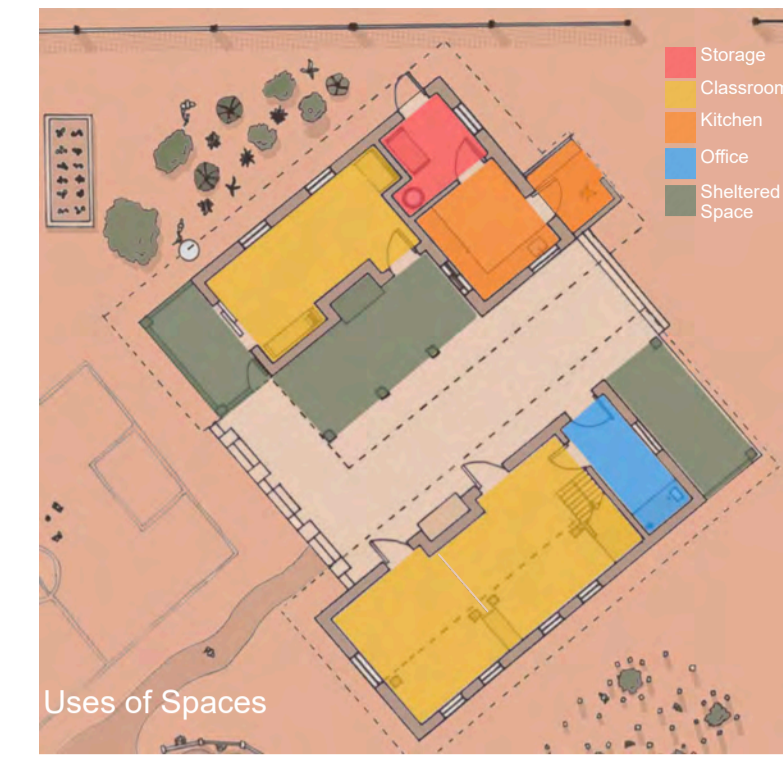 Storage
Classroom
Kitchen
Office
Sheltered
Space
Uses of Spaces